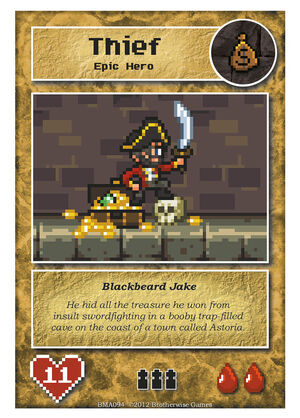 Thief
Epic Hero
$
Blackbeard Jake
He hid all the treasure he won from
insult swordfighting in a booby trap-filled
cave on the coast of a town called Astoria.
11
BMA094 ©2012 Brotherwise Games